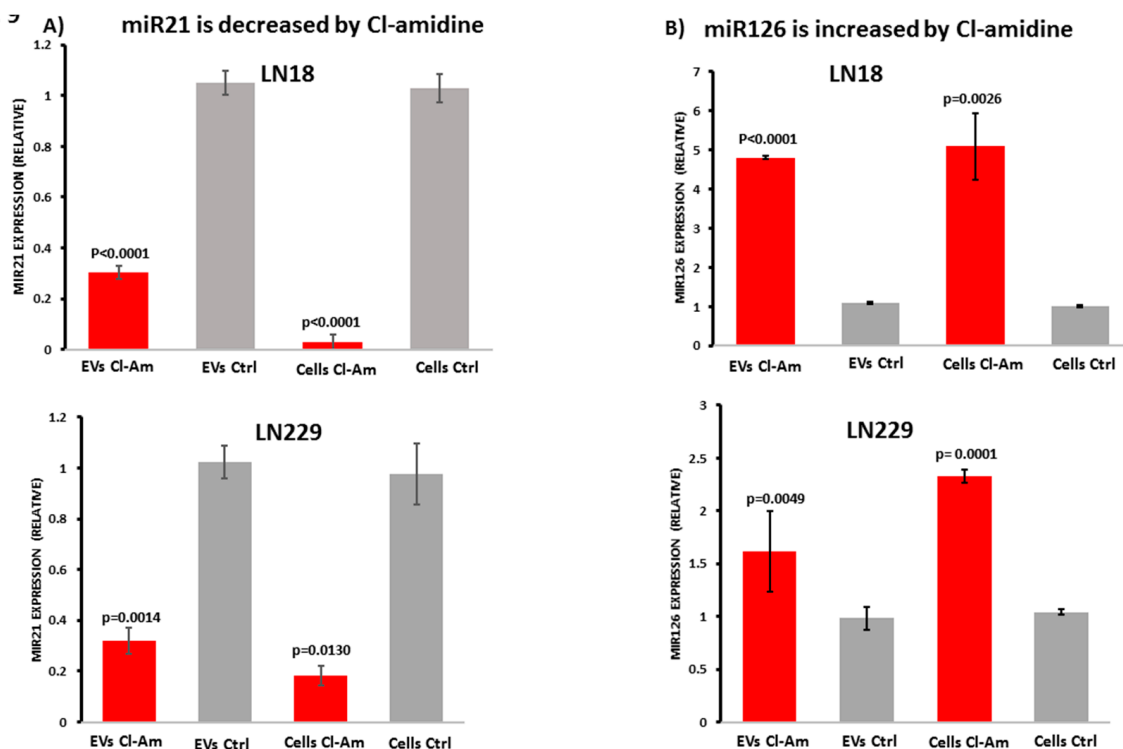 A) miR21 is decreased by Cl-amidine
LN18
MIR21 EXPRESSION (RELATIVE)
1.2
1
0.8
0.6
0.4
0.2
0
P<0.0001
p<0.0001
EVs Cl-Am EVs Ctrl Cells Cl-Am Cells Ctrl
LN229
MIR21 EXPRESSION (RELATIVE)
1.2
1
0.8
0.6
0.4
0.2
0
p=0.0014
p=0.0130
EVs Cl-Am EVs Ctrl Cells Cl-Am Cells Ctrl
B) miR126 is increased by Cl-amidine
LN18
MIR126 EXPRESSION (RELATIVE)
7
6
5
4
3
2
1
0
P<0.0001
p=0.0026
EVs Cl-Am EVs Ctrl Cells Cl-Am Cells Ctrl
LN229
MIR126 EXPRESSION (RELATIVE)
3
2.5
2
1.5
1
0.5
0
p=0.0049
p= 0.0001
EVs Cl-Am EVs Ctrl Cells Cl-Am Cells Ctrl